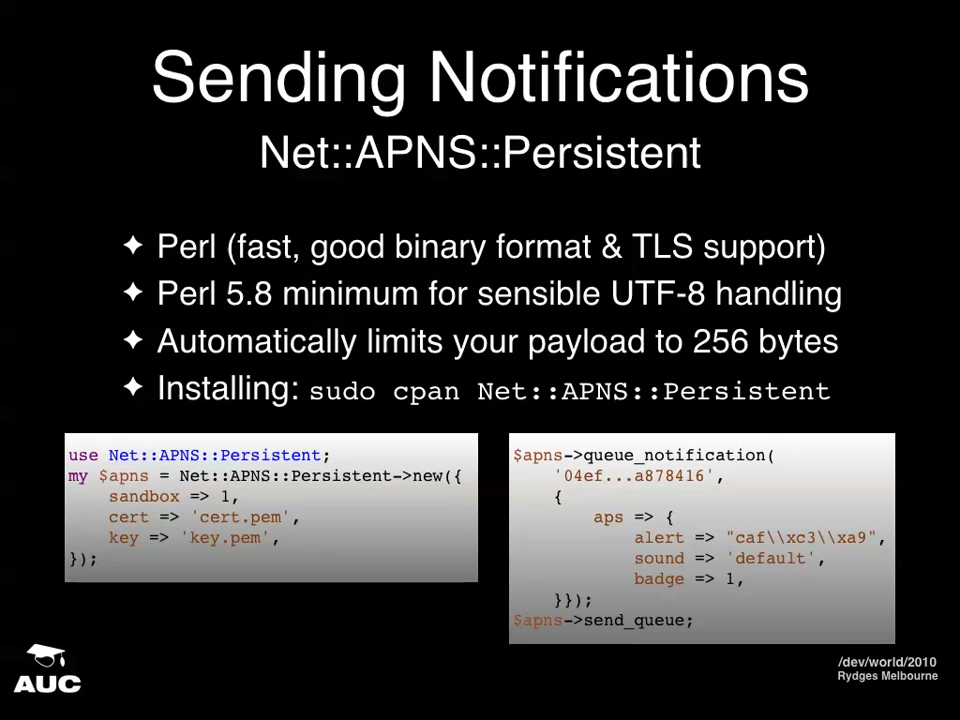 Sending Notifications
Net::APNS::Persistent
✦ Perl (fast, good binary format & TLS support)
✦ Perl 5.8 minimum for sensible UTF-8 handling
✦ Automatically limits your payload to 256 bytes
✦ Installing: sudo cpan Net::APNS::Persistent
use Net::APNS::Persistent;
my $apns = Net::APNS::Persistent->new({
    sandbox => 1,
    cert => 'cert.pem',
    key => 'key.pem',
});
$apns->queue_notification(
    '04ef...a878416',
    {
        aps => {
            alert => "caf\\xc3\\xa9",
            sound => 'default',
            badge => 1,
    }});
$apns->send_queue;
AUC
/dev/world/2010
Rydges Melbourne